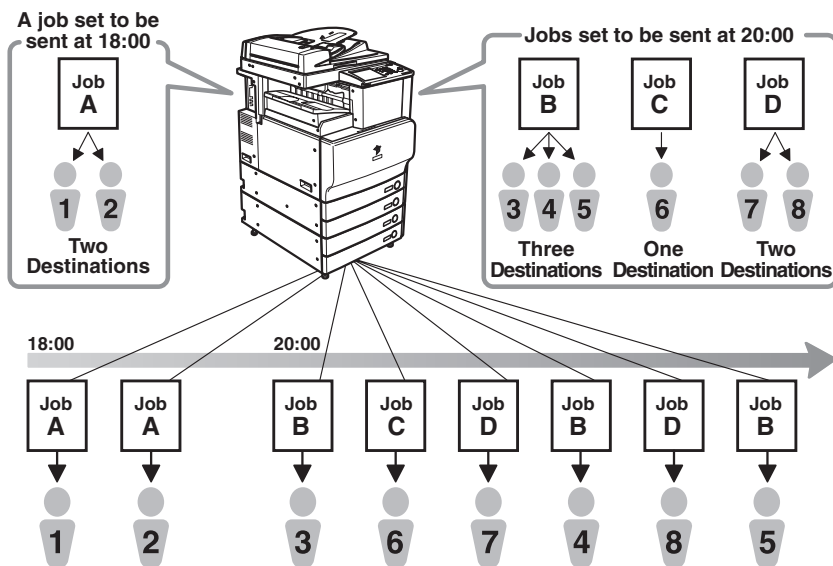 A job set to be
sent at 18:00
Job
A
1 2
Two
Destinations
Jobs set to be sent at 20:00
Job
B
3 4 5
Three
Destinations
Job
C
6
One
Destination
Job
D
7 8
Two
Destinations
18:00 20:00
Job Job Job Job Job Job Job Job
A A B C D B D B
1 2 3 6 7 4 8 5